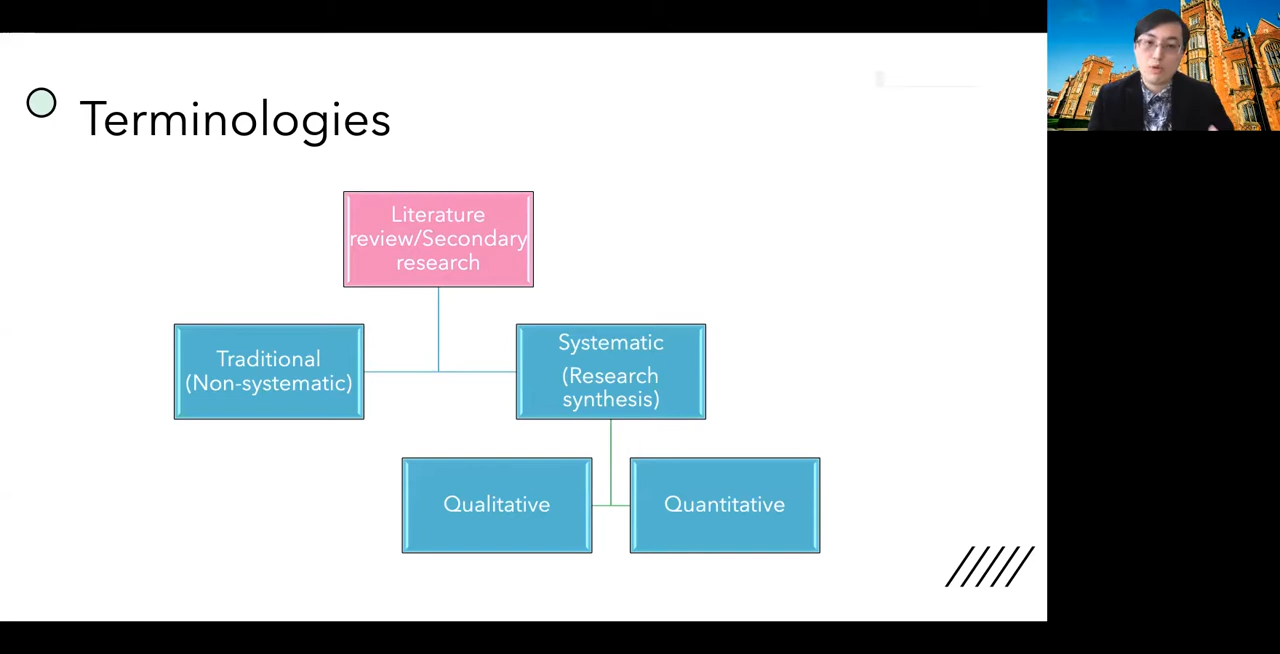 Terminologies
Literature
review/Secondary
research
Traditional
(Non-systematic)
Systematic
(Research
synthesis)
Qualitative
Quantitative